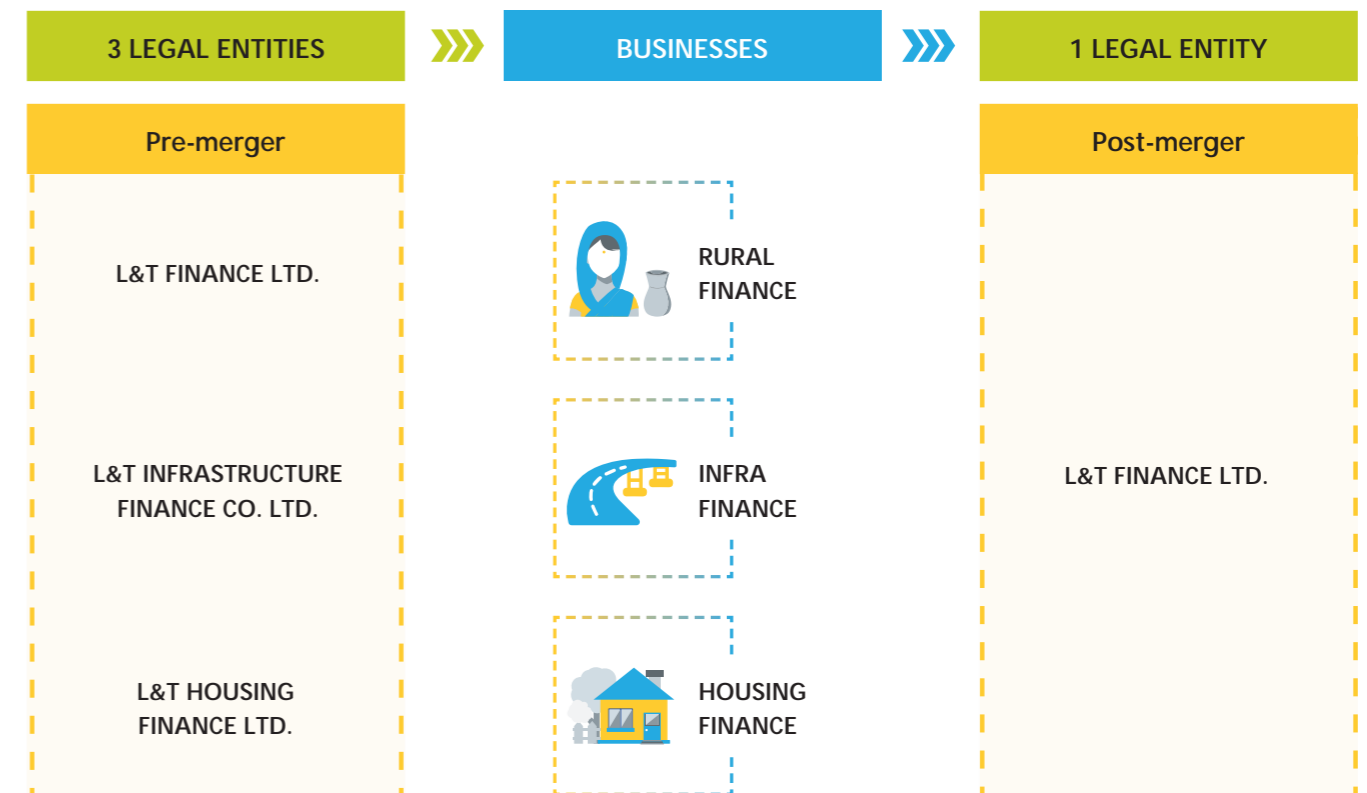 3 LEGAL ENTITIES
BUSINESSES
1 LEGAL ENTITY
Pre-merger
Post-merger
L&T FINANCE LTD.
RURAL
FINANCE
L&T INFRASTRUCTURE
FINANCE CO. LTD.
INFRA
FINANCE
L&T FINANCE LTD.
L&T HOUSING
FINANCE LTD.
HOUSING
FINANCE